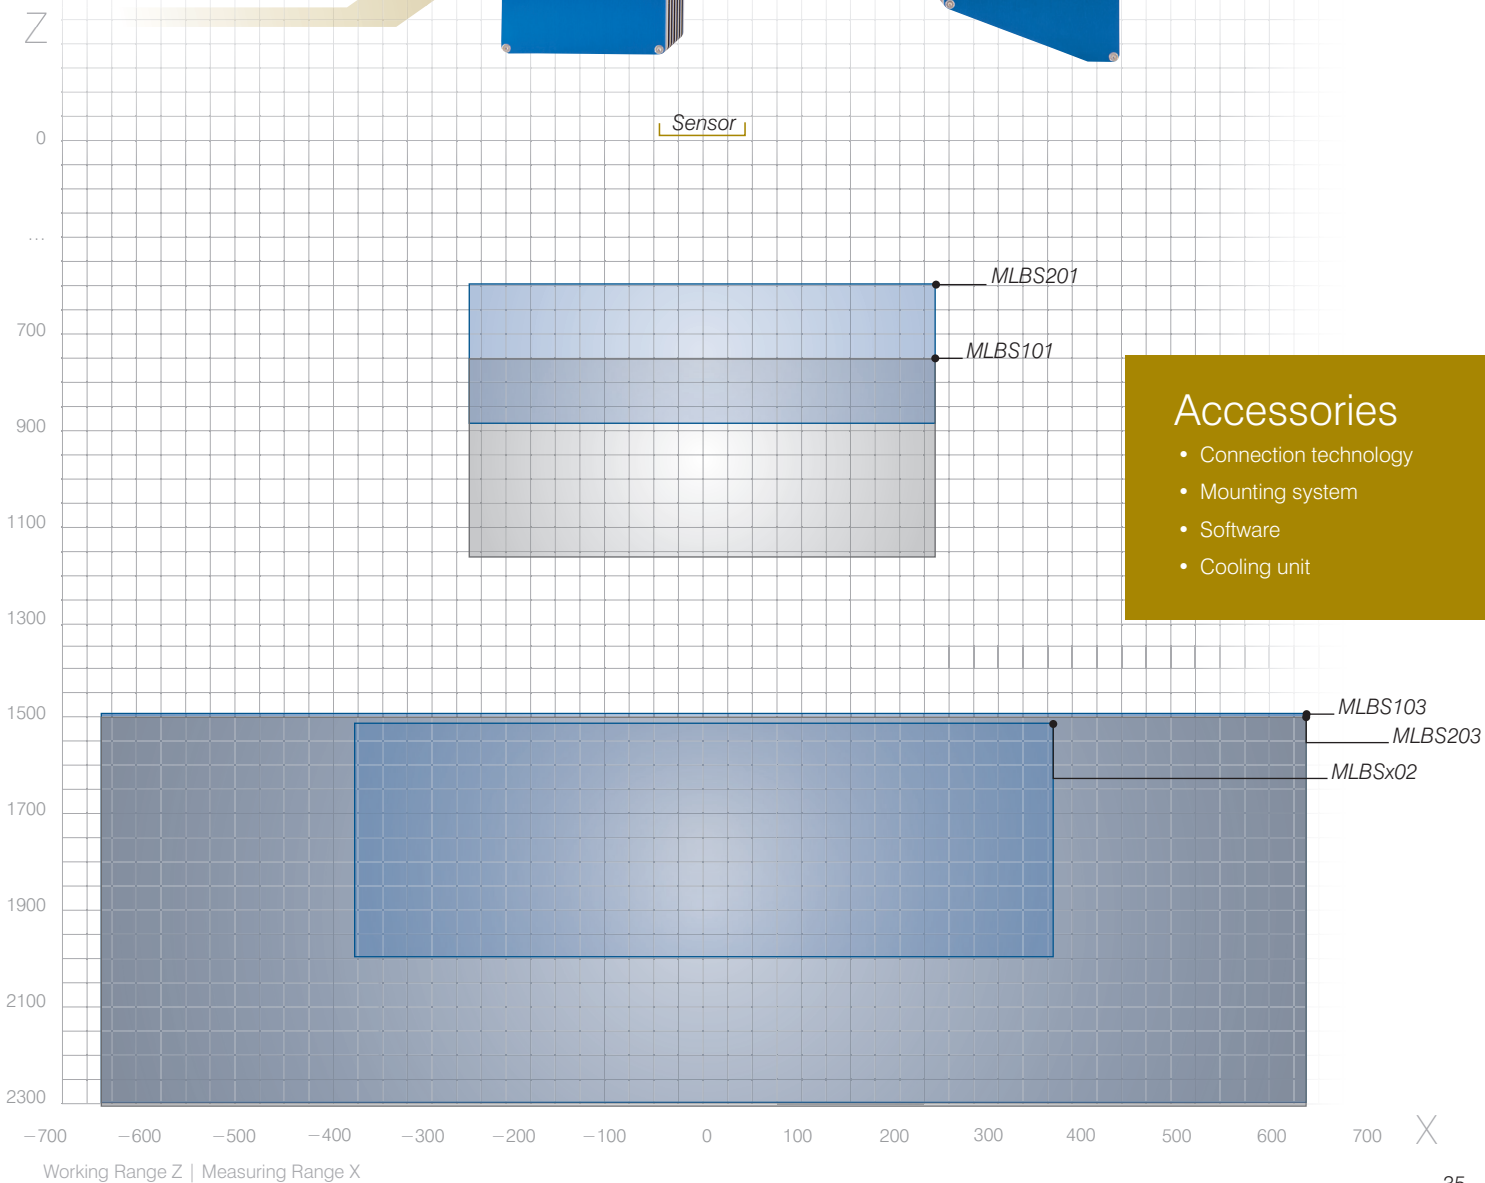 Z
Sensor
0
...
MLBS201
700
MLBS101
900
1100
1300
Accessories
• Connection technology
• Mounting system
• Software
• Cooling unit
1500
MLBS103
MLBS203
MLBSx02
1700
1900
2100
2300
−700 −600 −500 −400 −300 −200 −100 0 100 200 300 400 500 600 700 X
Working Range Z | Measuring Range X